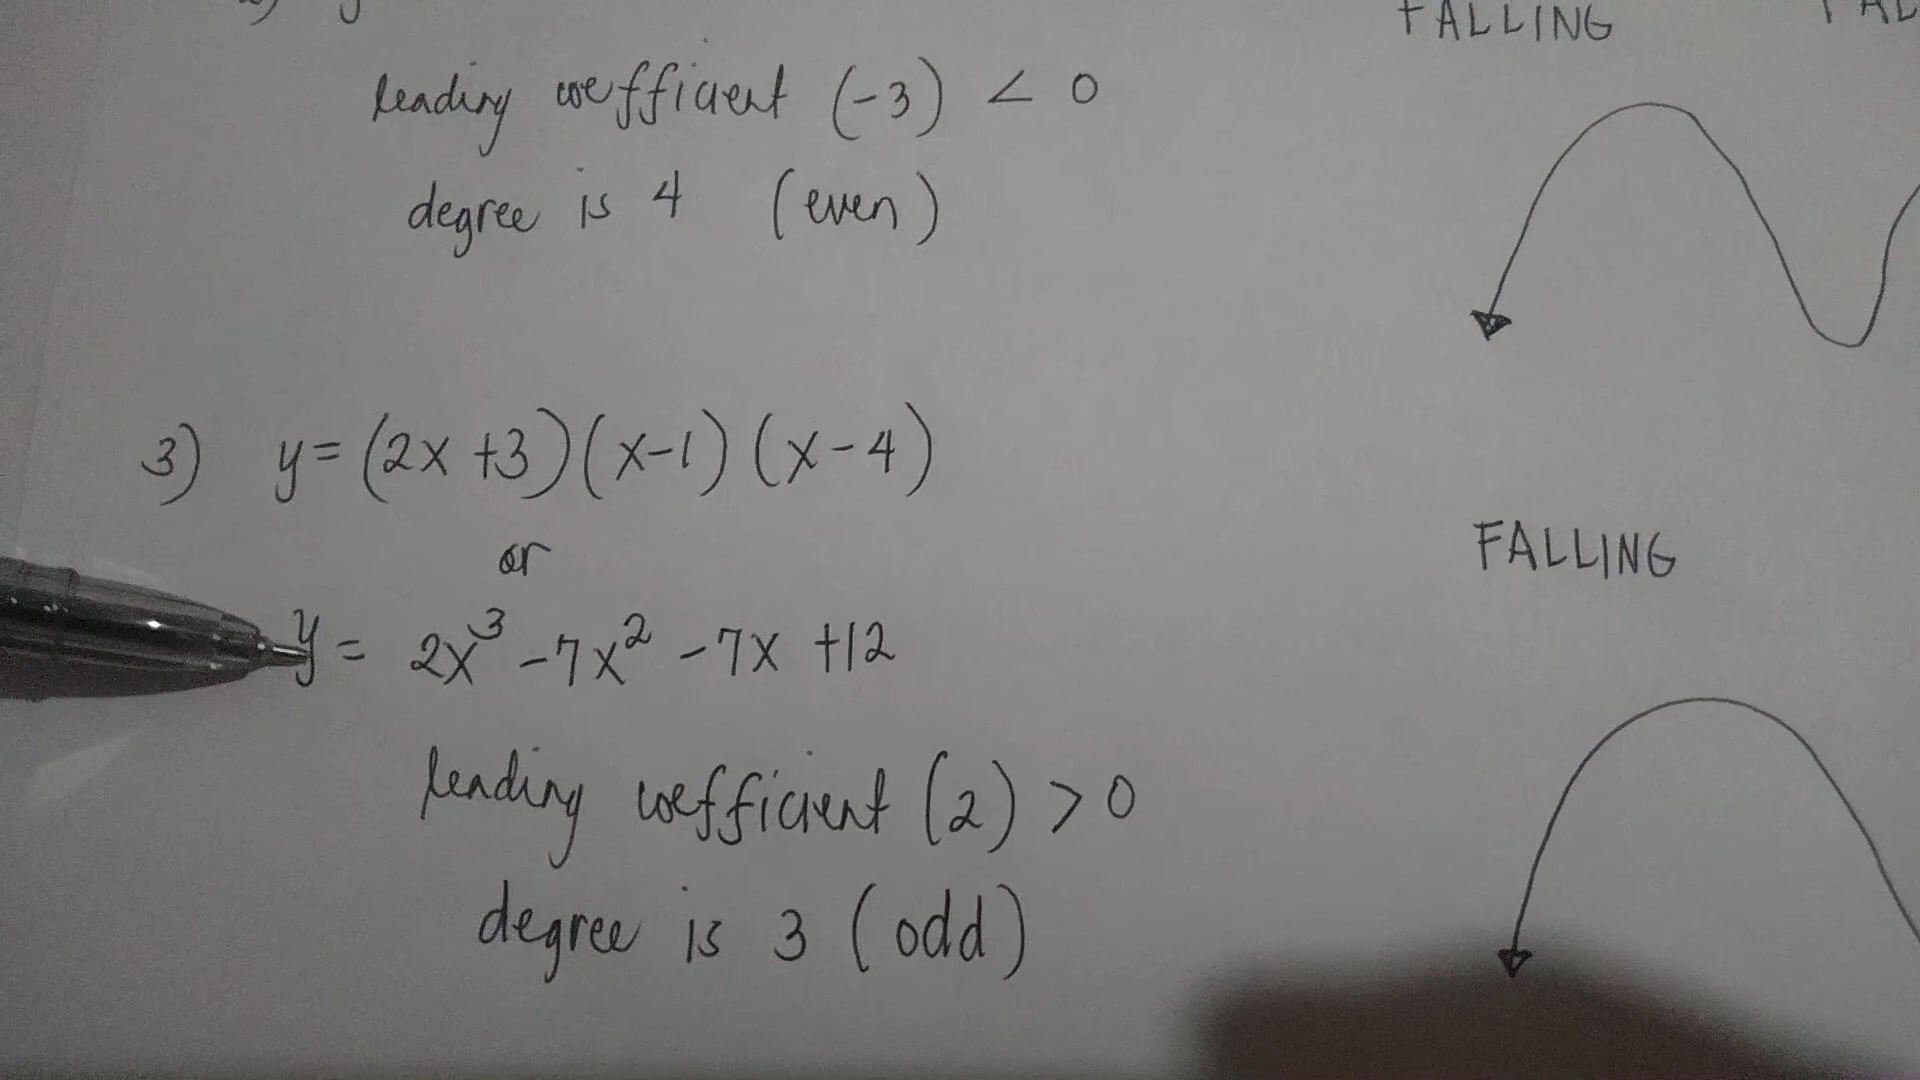 FALLING
leading coefficient (-3) < 0
degree is 4 (even)
3) y=(2x+3)(x-1)(x-4)
or
FALLING
y= 2x³ -7x² -7x +12
leading coefficient (2) >0
degree is 3 (odd)